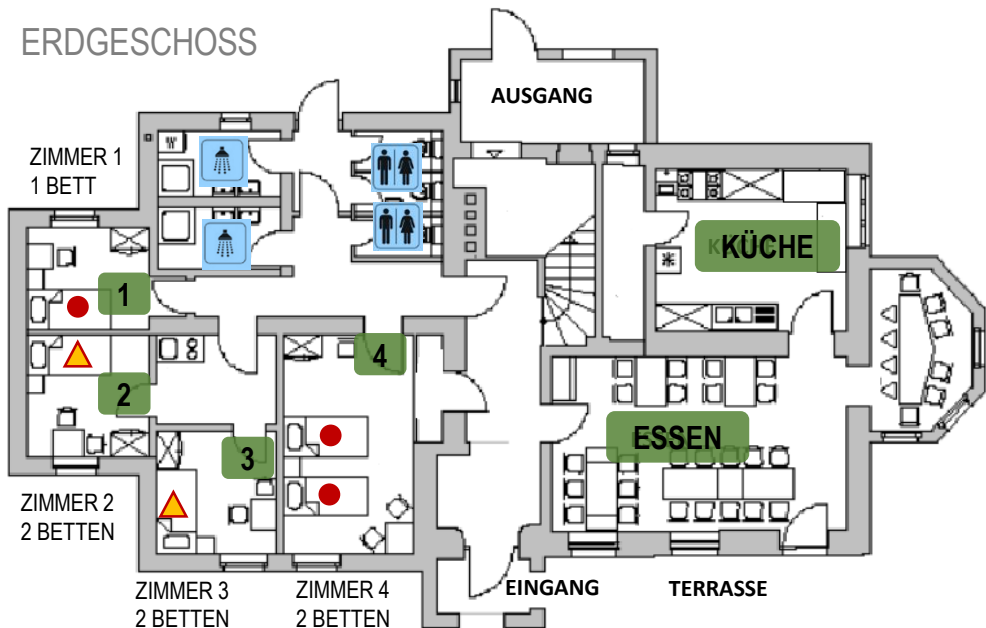 ERDGESCHOSS
AUSGANG
ZIMMER 1
1 BETT
KÜCHE
1
4
2
ESSEN
3
ZIMMER 2
2 BETTEN
ZIMMER 3
2 BETTEN
ZIMMER 4
2 BETTEN
EINGANG
TERRASSE